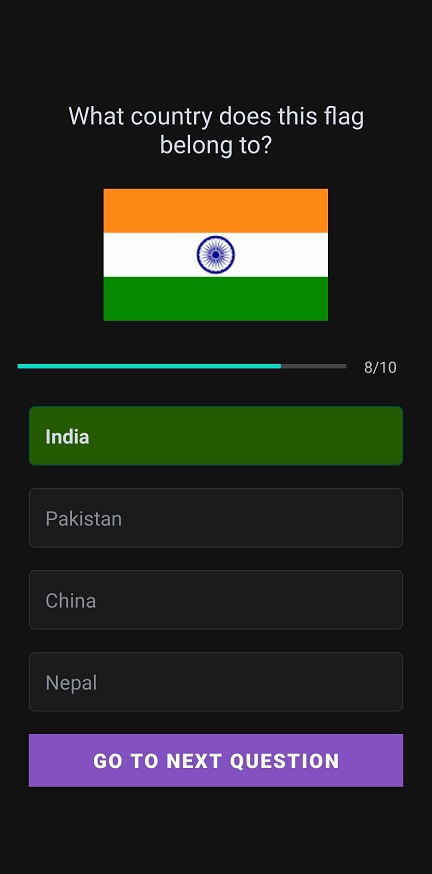 What country does this flag
belong to?
8/10
India
Pakistan
China
Nepal
GO TO NEXT QUESTION